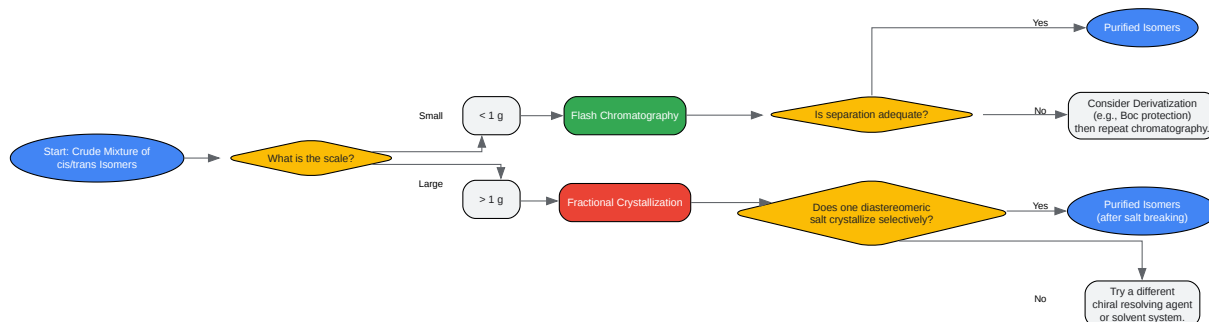 Start: Crude Mixture of
cis/trans Isomers
What is the scale?
Small
< 1 g
Flash Chromatography
Is separation adequate?
Yes
Purified Isomers
No
Consider Derivatization
(e.g., Boc protection)
then repeat chromatography.
Large
> 1 g
Fractional Crystallization
Does one diastereomeric
salt crystallize selectively?
Yes
Purified Isomers
(after salt breaking)
No
Try a different
chiral resolving agent
or solvent system.